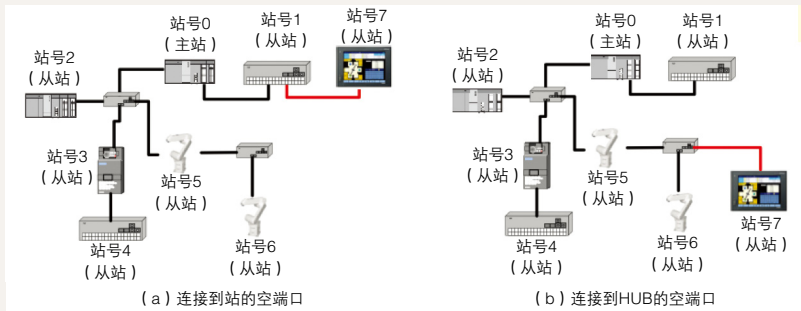 站号0
（主站）
站号1
（从站）
站号7
（从站）
站号2
（从站）
站号3
（从站）
站号5
（从站）
站号4
（从站）
站号6
（从站）
（a）连接到站的空端口
站号0
（主站）
站号1
（从站）
站号2
（从站）
站号3
（从站）
站号5
（从站）
站号4
（从站）
站号6
（从站）
站号7
（从站）
（b）连接到HUB的空端口